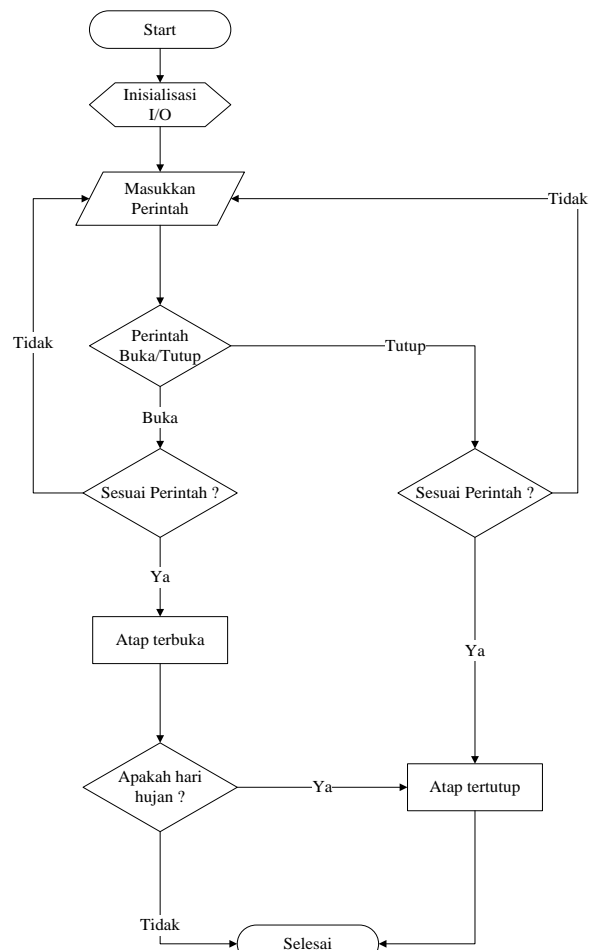 Start
Inisialisasi
I/O
Masukkan
Perintah
Tidak
Tidak
Perintah
Buka/Tutup
Tutup
Buka
Sesuai Perintah ?
Sesuai Perintah ?
Ya
Atap terbuka
Ya
Apakah hari
hujan ?
Ya
Atap tertutup
Tidak
Selesai